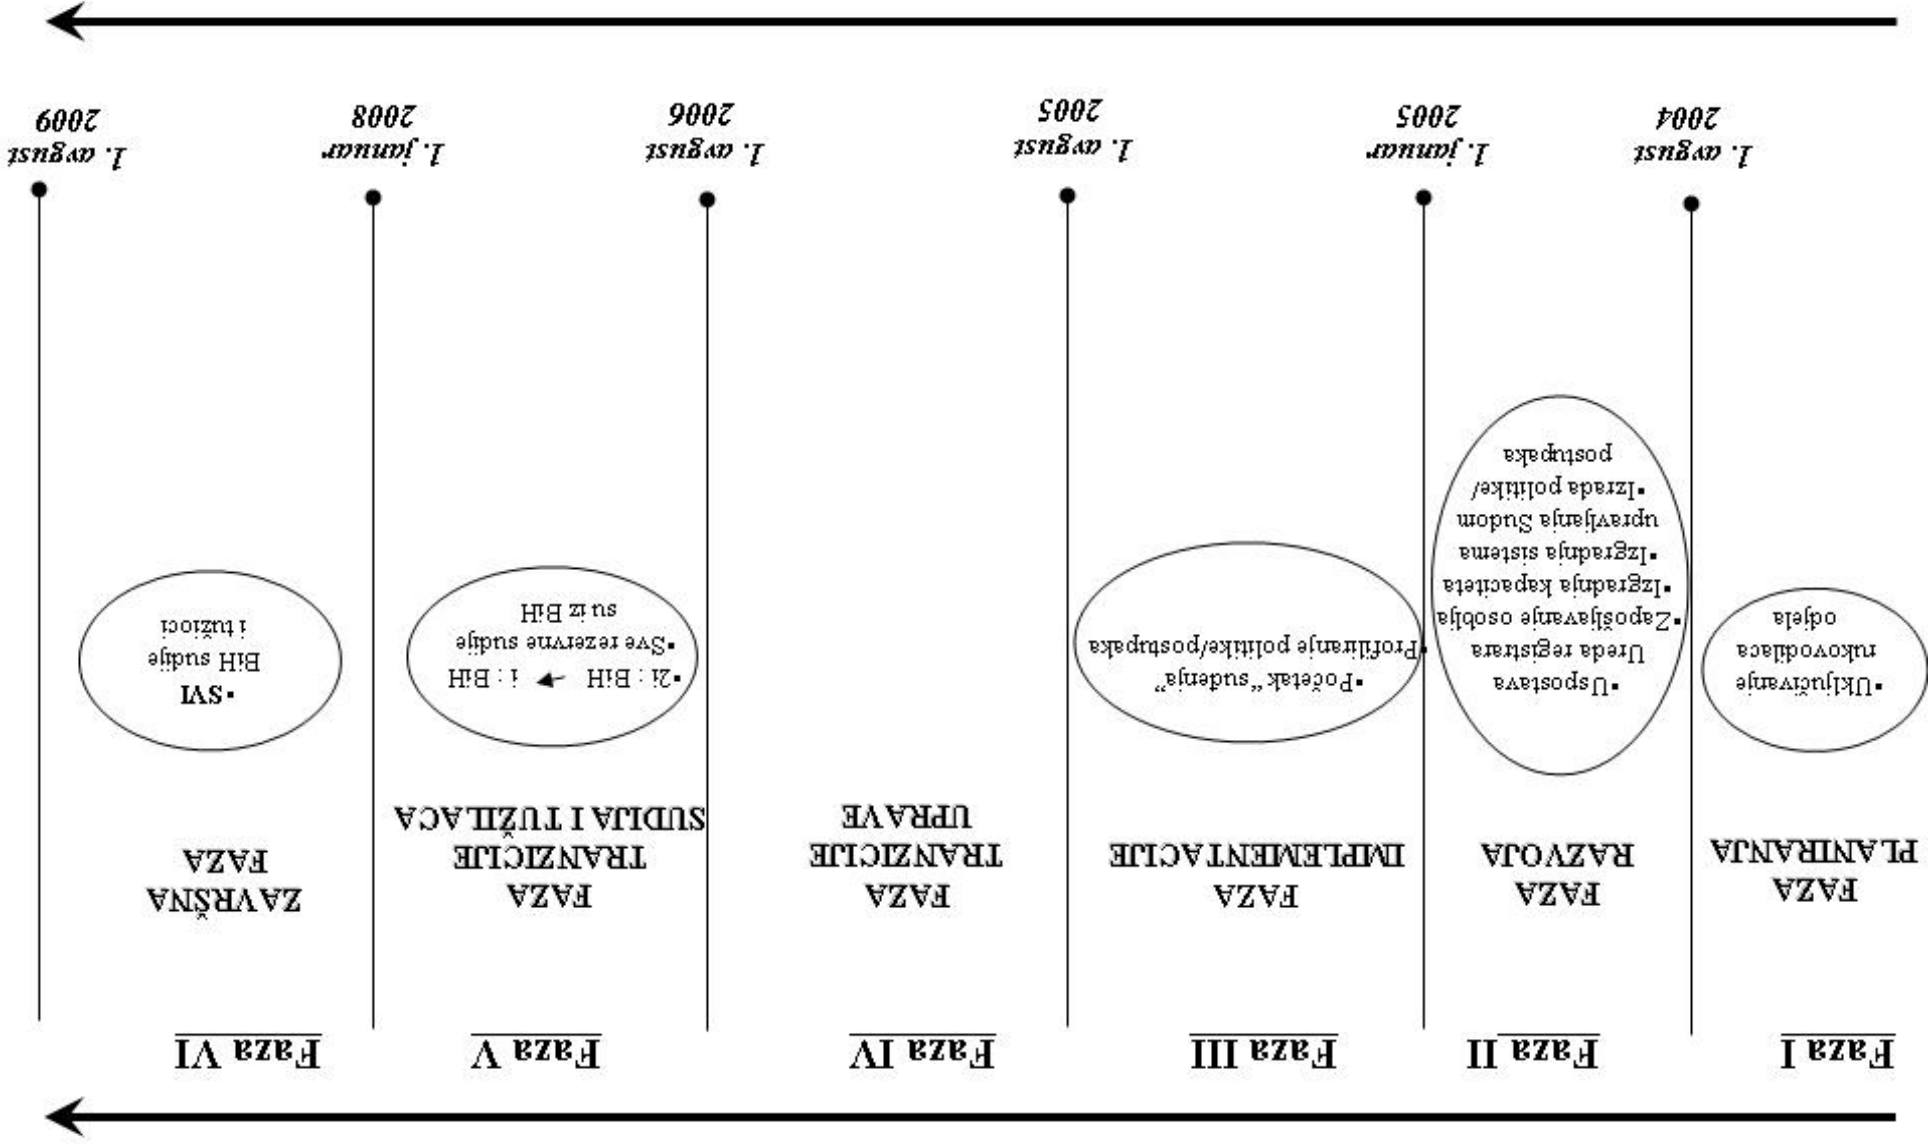 Faza I
FAZA
PLANIRANJA
▪Uključivanje
rukovodilaca
odjela
1. avgust
2004
Faza II
FAZA
RAZVOJA
▪Uspostava
Ureda registrara
▪Zapošljavanje osoblja
▪Izgradnja kapaciteta
▪Izgradnja sistema
upravljanja Sudom
▪Izrada politike/
postupaka
1. januar
2005
Faza III
FAZA
IMPLEMENTACIJE
▪Početak “suđenja”
▪Profiliranje politike/postupaka
1. avgust
2005
Faza IV
FAZA
TRANZICIJE
UPRAVE
1. avgust
2006
Faza V
FAZA
TRANZICIJE
SUDIJA I TUŽILACA
▪2i : BiH → i : BiH
▪Sve rezervne sudije
su iz BiH
1. januar
2008
Faza VI
ZAVRŠNA
FAZA
▪SVI
BiH sudije
i tužioci
1. avgust
2009